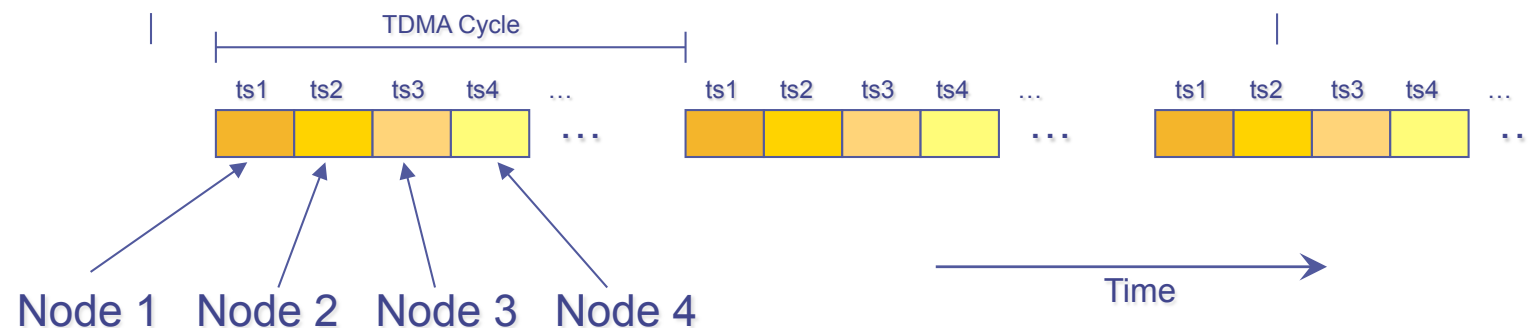 TDMA Cycle
ts1 ts2 ts3 ts4 … ts1 ts2 ts3 ts4 … ts1 ts2 ts3 ts4 …
... ... ..
Time
Node 1 Node 2 Node 3 Node 4